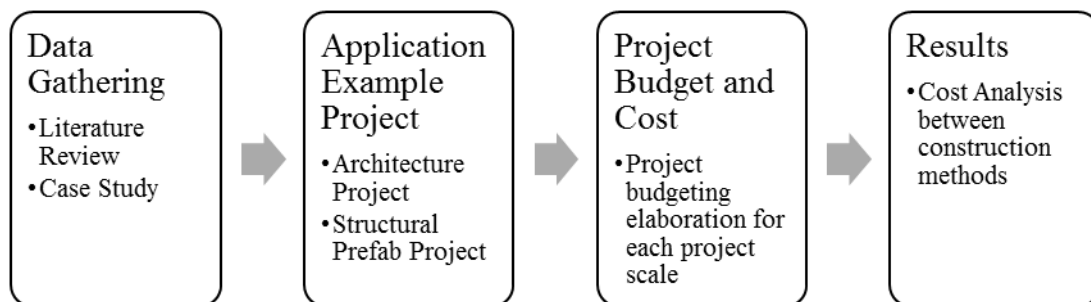 Data
Gathering
•Literature
Review
•Case Study
Application
Example
Project
•Architecture
Project
•Structural
Prefab Project
Project
Budget and
Cost
•Project
budgeting
elaboration for
each project
scale
Results
•Cost Analysis
between
construction
methods